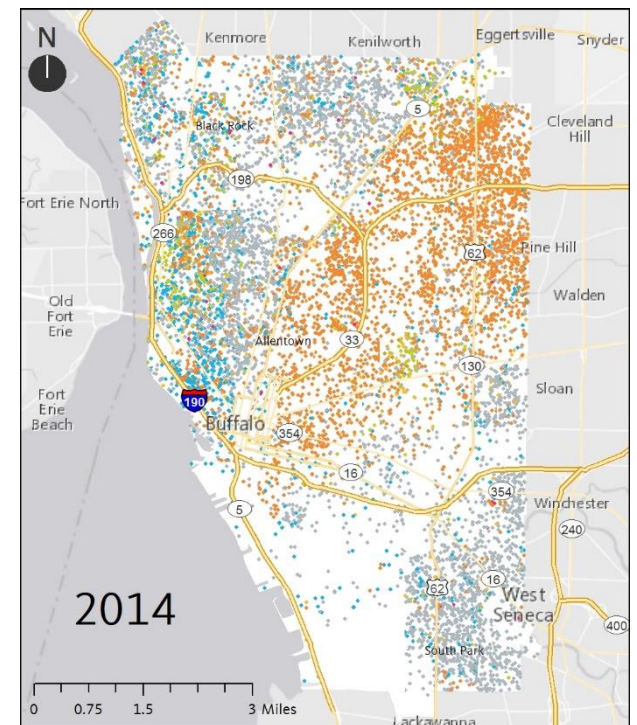 N
Kenmore
Kenilworth
Eggertsville
Snyder
5
Cleveland
Hill
Black Rock
198
Fort Erie North
266
62
Pine Hill
Old
Fort
Erie
Walden
33
Allentown
130
Fort
Erie
Beach
190
Sloan
Buffalo
354
16
354
5
Winchester
240
2014
62
16
West
Seneca
400
South Park
0 0.75 1.5 3 Miles
Lackawanna